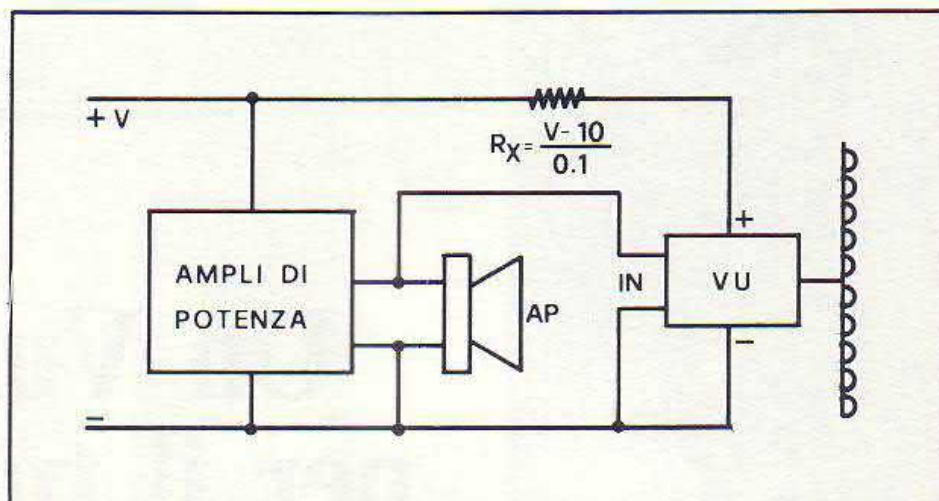 + V
R_X = V - 10
0.1
+
AMPLI DI
POTENZA
AP
IN
VU
-
-